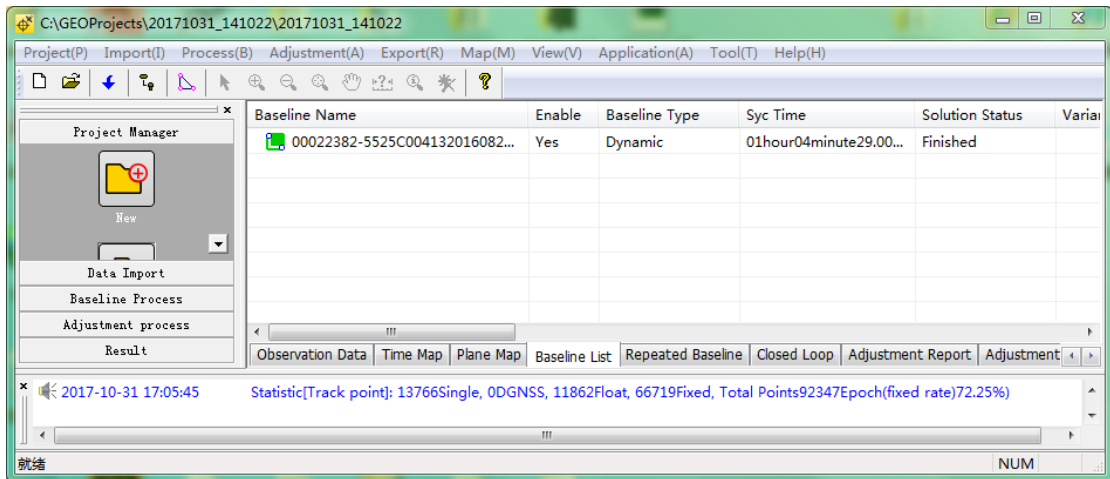 C:\GEOProjects\20171031_141022\20171031_141022
Project(P) Import(I) Process(B) Adjustment(A) Export(R) Map(M) View(V) Application(A) Tool(T) Help(H)
Project Manager
New
Data Import
Baseline Process
Adjustment process
Result
Baseline Name Enable Baseline Type Syc Time Solution Status Varia
00022382-5525C004132016082... Yes Dynamic 01hour04minute29.00... Finished
Observation Data Time Map Plane Map Baseline List Repeated Baseline Closed Loop Adjustment Report Adjustment
2017-10-31 17:05:45 Statistic[Track point]: 13766Single, 0DGNSS, 11862Float, 66719Fixed, Total Points92347Epoch(fixed rate)72.25%)
就绪 NUM